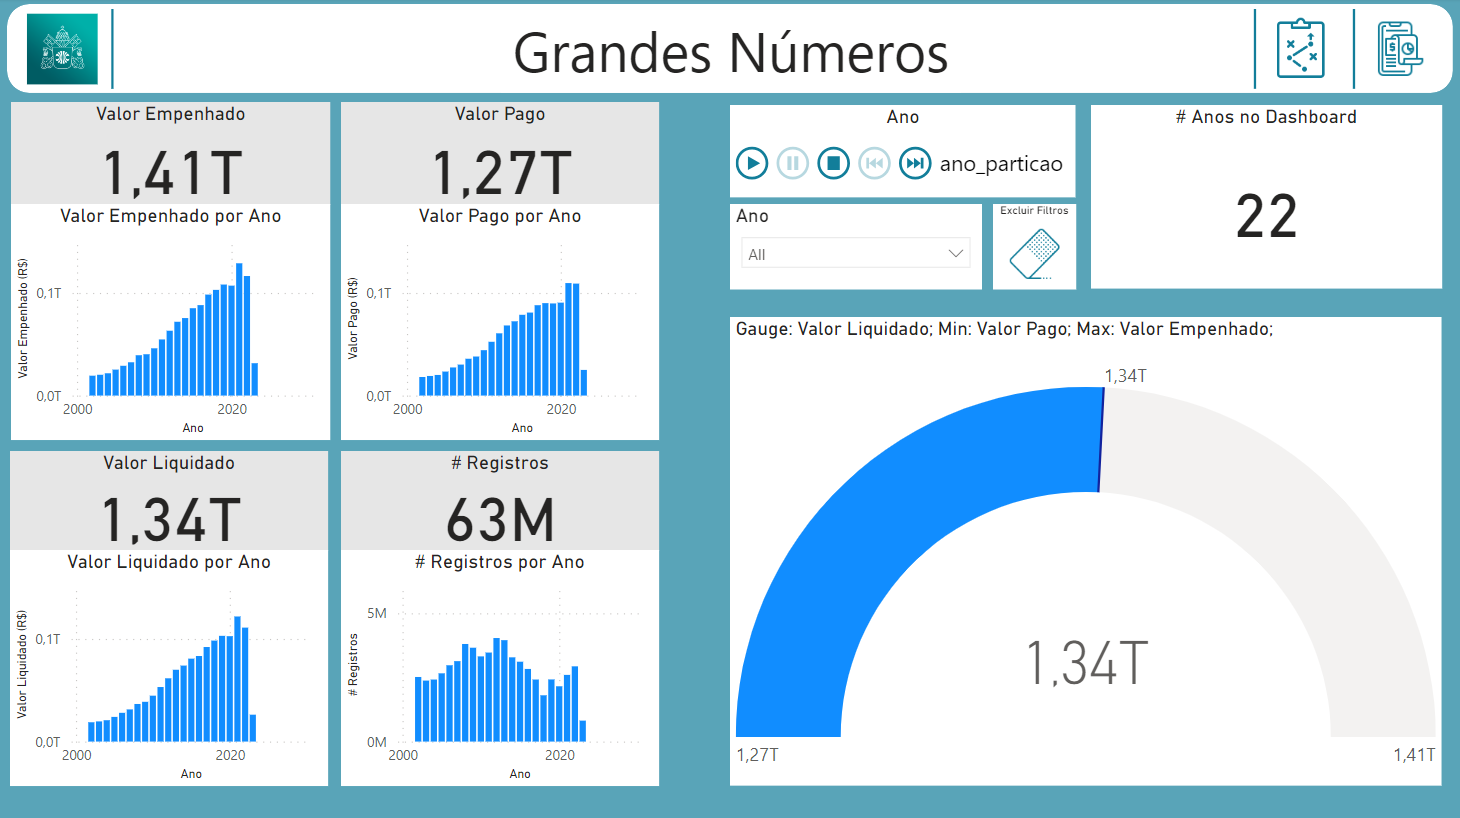 Grandes Números
Valor Empenhado
1,41T
Valor Empenhado por Ano
Valor Empenhado (R$)
0,1T
0,0T
2000
2020
Ano
Valor Pago
1,27T
Valor Pago por Ano
Valor Pago (R$)
0,1T
0,0T
2000
2020
Ano
Valor Liquidado
1,34T
Valor Liquidado por Ano
Valor Liquidado (R$)
0,1T
0,0T
2000
2020
Ano
# Registros
63M
# Registros por Ano
# Registros
5M
0M
2000
2020
Ano
Ano
ano_particao
Ano
All
Excluir Filtros
# Anos no Dashboard
22
Gauge: Valor Liquidado; Min: Valor Pago; Max: Valor Empenhado;
1,34T
1,34T
1,27T
1,41T